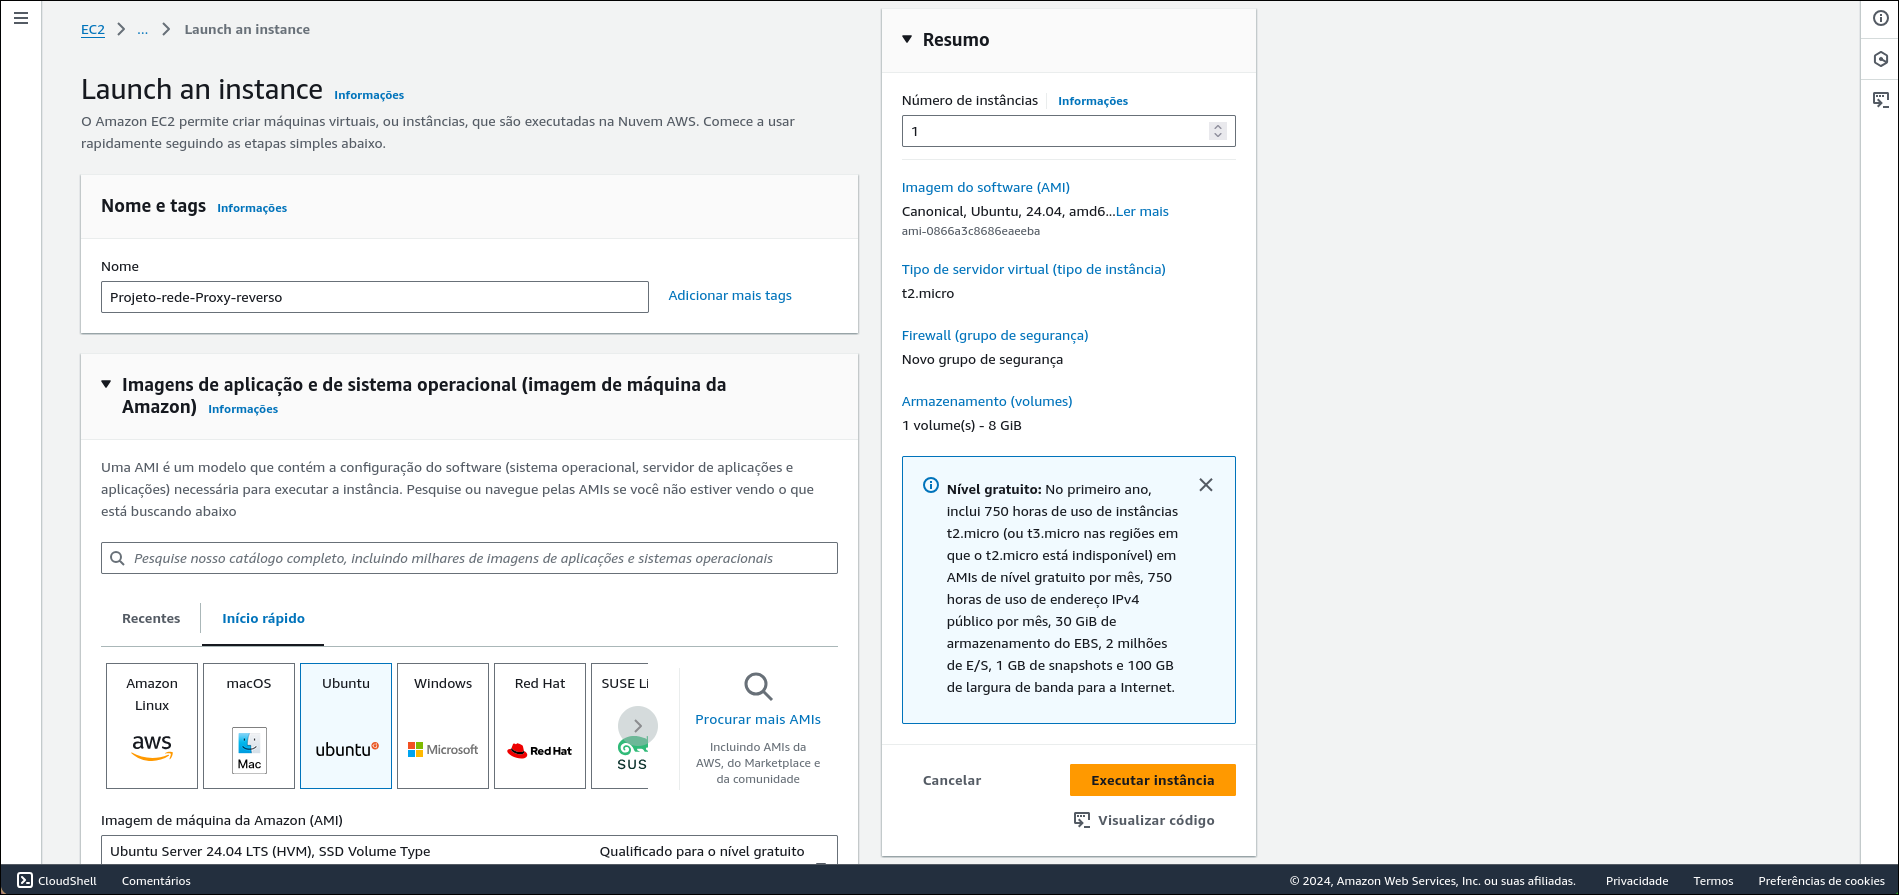 EC2 > ... > Launch an instance
Launch an instance Informações
O Amazon EC2 permite criar máquinas virtuais, ou instâncias, que são executadas na Nuvem AWS. Comece a usar
rapidamente seguindo as etapas simples abaixo.
Nome e tags Informações
Nome
Projeto-rede-Proxy-reverso
Adicionar mais tags
Imagens de aplicação e de sistema operacional (imagem de máquina da
Amazon) Informações
Uma AMI é um modelo que contém a configuração do software (sistema operacional, servidor de aplicações e
aplicações) necessária para executar a instância. Pesquise ou navegue pelas AMIs se você não estiver vendo o que
está buscando abaixo
Pesquise nosso catálogo completo, incluindo milhares de imagens de aplicações e sistemas operacionais
Recentes
Início rápido
Amazon
Linux
aws
macOS
Mac
Ubuntu
ubuntu
Windows
Microsoft
Red Hat
Red Hat
SUSE Li
SUS
Procurar mais AMIs
Incluindo AMIs da
AWS, do Marketplace e
da comunidade
Imagem de máquina da Amazon (AMI)
Ubuntu Server 24.04 LTS (HVM), SSD Volume Type
Qualificado para o nível gratuito
Resumo
Número de instâncias
Informações
1
Imagem do software (AMI)
Canonical, Ubuntu, 24.04, amd6...Ler mais
ami-0866a3c8686eaeeba
Tipo de servidor virtual (tipo de instância)
t2.micro
Firewall (grupo de segurança)
Novo grupo de segurança
Armazenamento (volumes)
1 volume(s) - 8 GiB
Nível gratuito: No primeiro ano,
inclui 750 horas de uso de instâncias
t2.micro (ou t3.micro nas regiões em
que o t2.micro está indisponível) em
AMIs de nível gratuito por mês, 750
horas de uso de endereço IPv4
público por mês, 30 GiB de
armazenamento do EBS, 2 milhões
de E/S, 1 GB de snapshots e 100 GB
de largura de banda para a Internet.
Cancelar
Executar instância
Visualizar código
CloudShell
Comentários
© 2024, Amazon Web Services, Inc. ou suas afiliadas.
Privacidade
Termos
Preferências de cookies